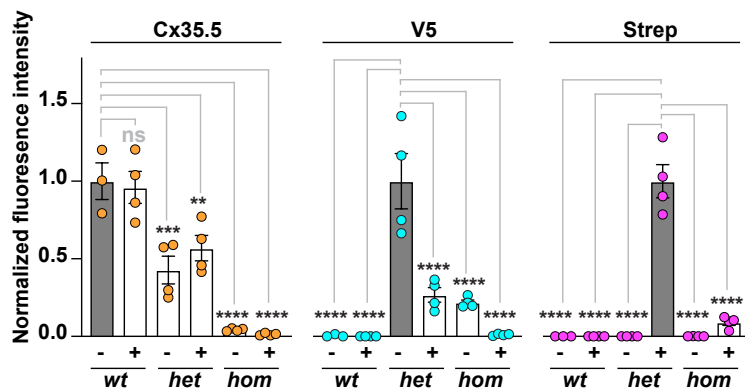 Cx35.5 V5 Strep
Normalized fluoresence intensity
1.5
1.0
0.5
0.0
ns
*** ** **** ****
**** **** **** **** ****
**** **** **** **** ****
- + - + - + - + - + - + - + - + - +
wt het hom wt het hom wt het hom